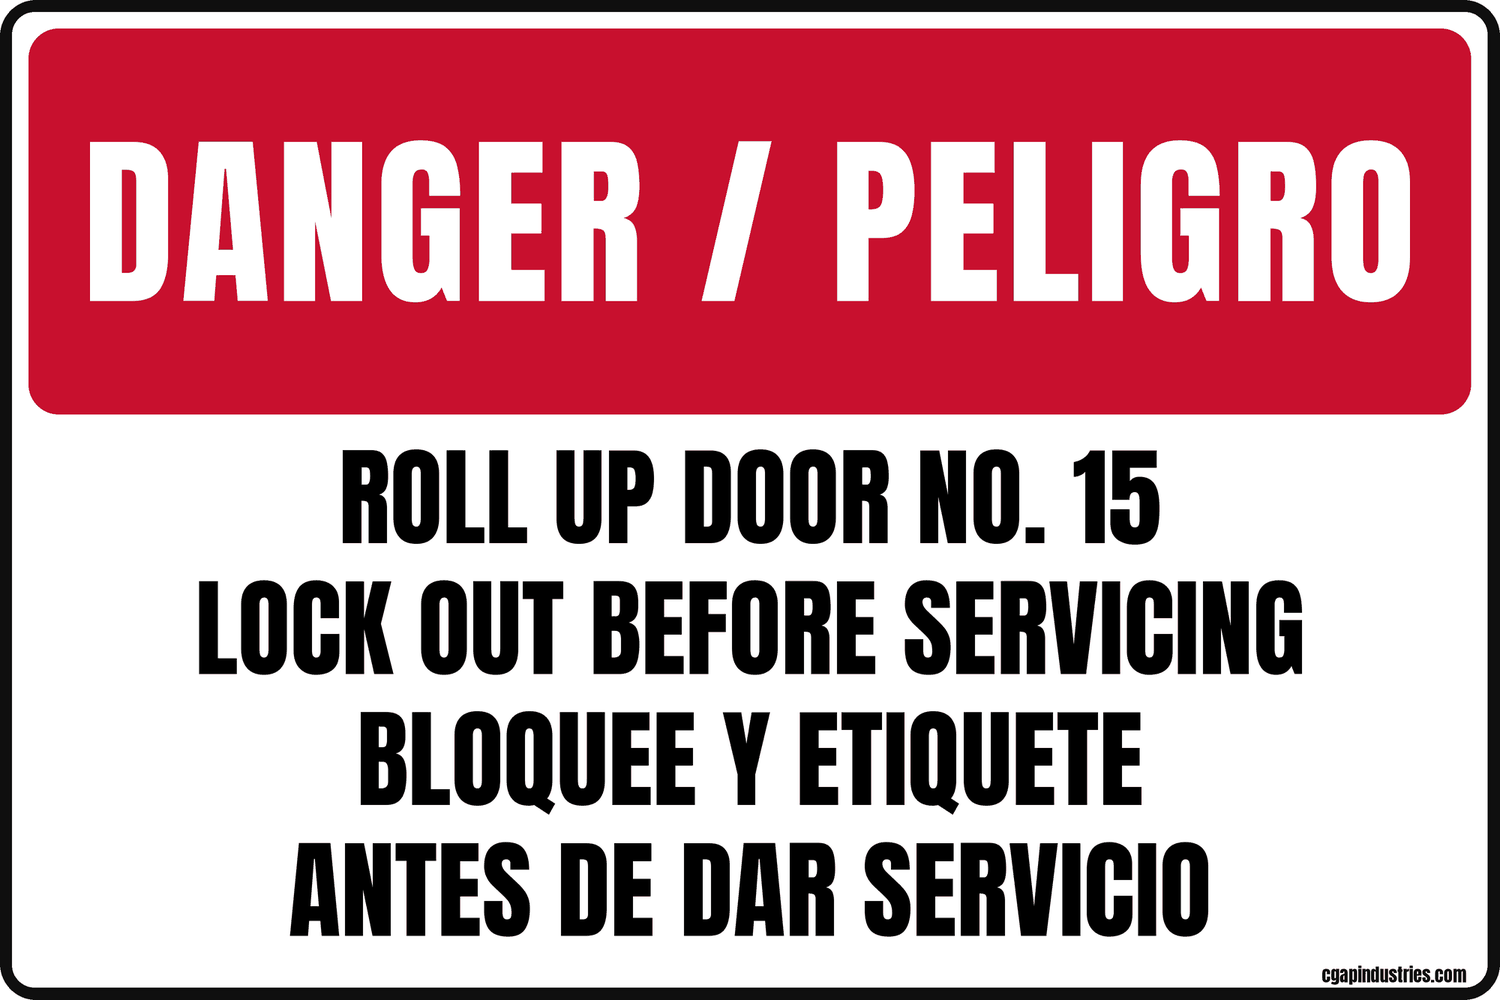 DANGER / PELIGRO
ROLL UP DOOR NO. 15
LOCK OUT BEFORE SERVICING
BLOQUEE Y ETIQUETE
ANTES DE DAR SERVICIO
cgapindustries.com